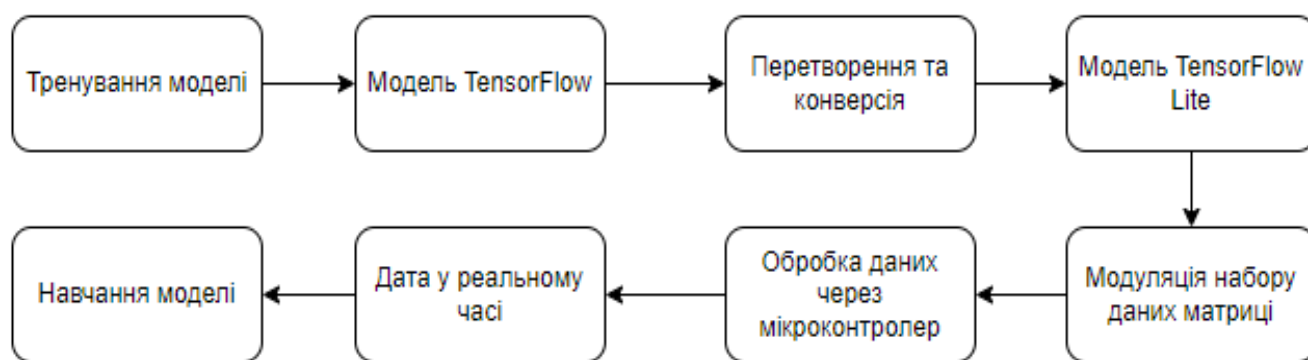 Тренування моделі
Модель TensorFlow
Перетворення та
конверсія
Модель TensorFlow
Lite
Модуляція набору
даних матриці
Обробка даних
через
мікроконтролер
Дата у реальному
часі
Навчання моделі